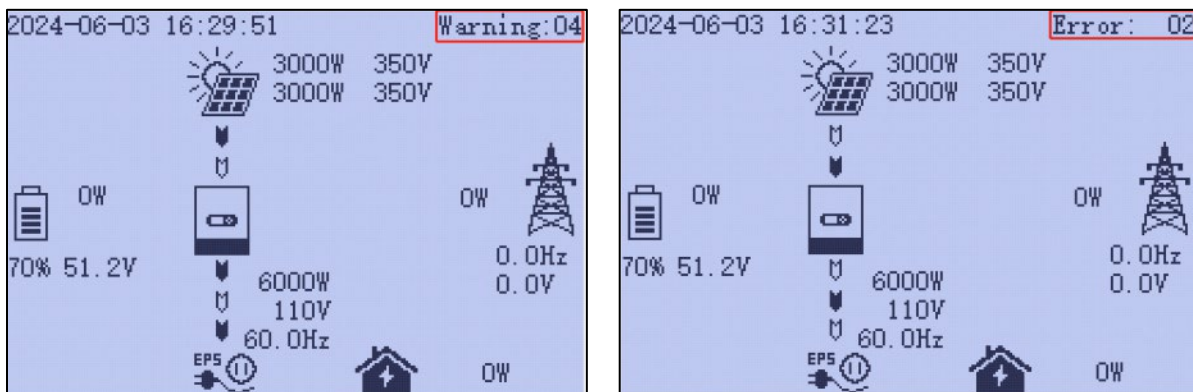 2024-06-03 16:29:51 Warning:04
3000W 350V
3000W 350V
0W
0W
70% 51.2V
0.0Hz
0.0V
6000W
110V
60.0Hz
EPS
0W
2024-06-03 16:31:23 Error: 02
3000W 350V
3000W 350V
0W
0W
70% 51.2V
0.0Hz
0.0V
6000W
110V
60.0Hz
EPS
0W